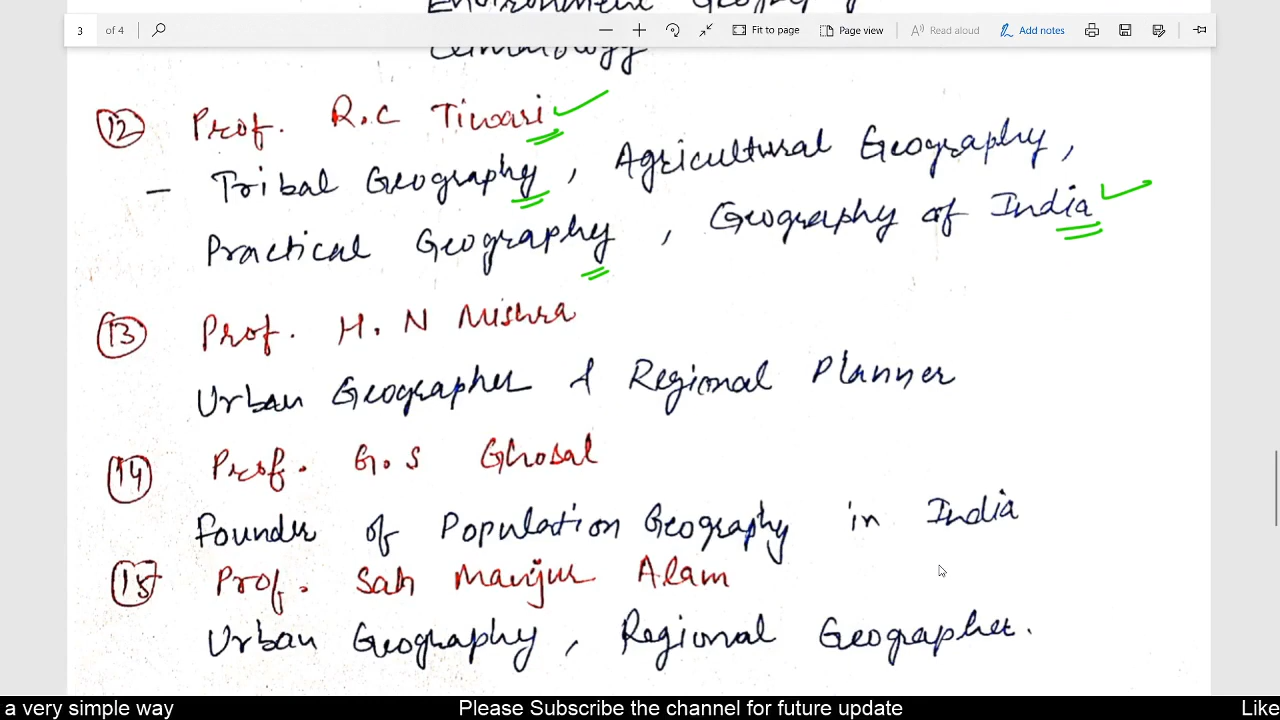 Environment Geography
3 of 4 Fit to page Page view Read aloud Add notes
Climatology
12 Prof. R.C Tiwari
- Tribal Geography, Agricultural Geography,
Practical Geography, Geography of India
13 Prof. H. N Mishra
Urban Geographer & Regional Planner
14 Prof. G.S Ghosal
Founder of Population Geography in India
15 Prof. Sah Manjur Alam
Urban Geography, Regional Geographer.
a very simple way Please Subscribe the channel for future update Like